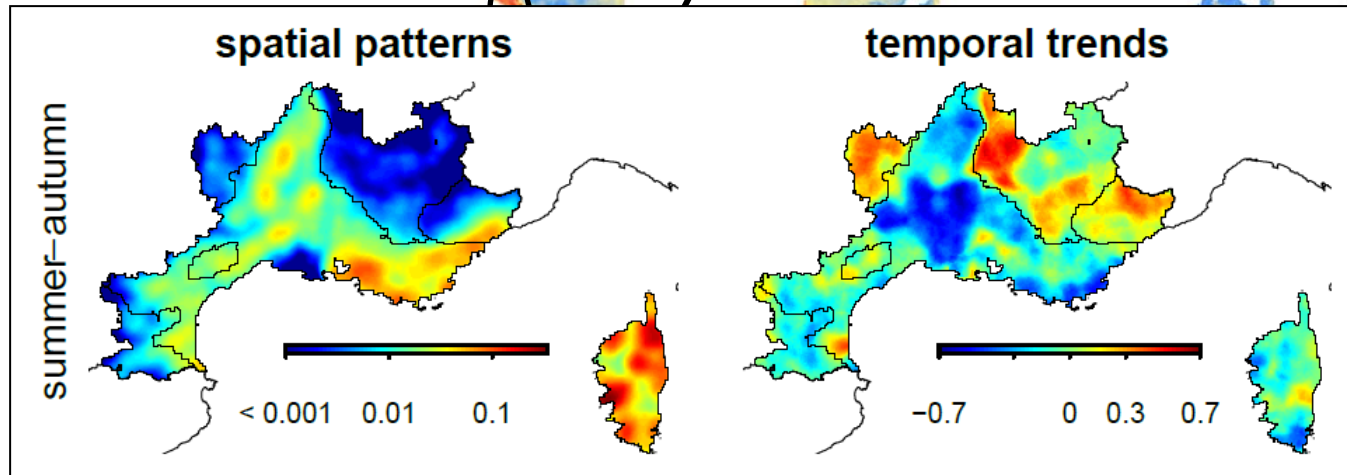 spatial patterns
temporal trends
summer–autumn
< 0.001 0.01 0.1
−0.7 0 0.3 0.7